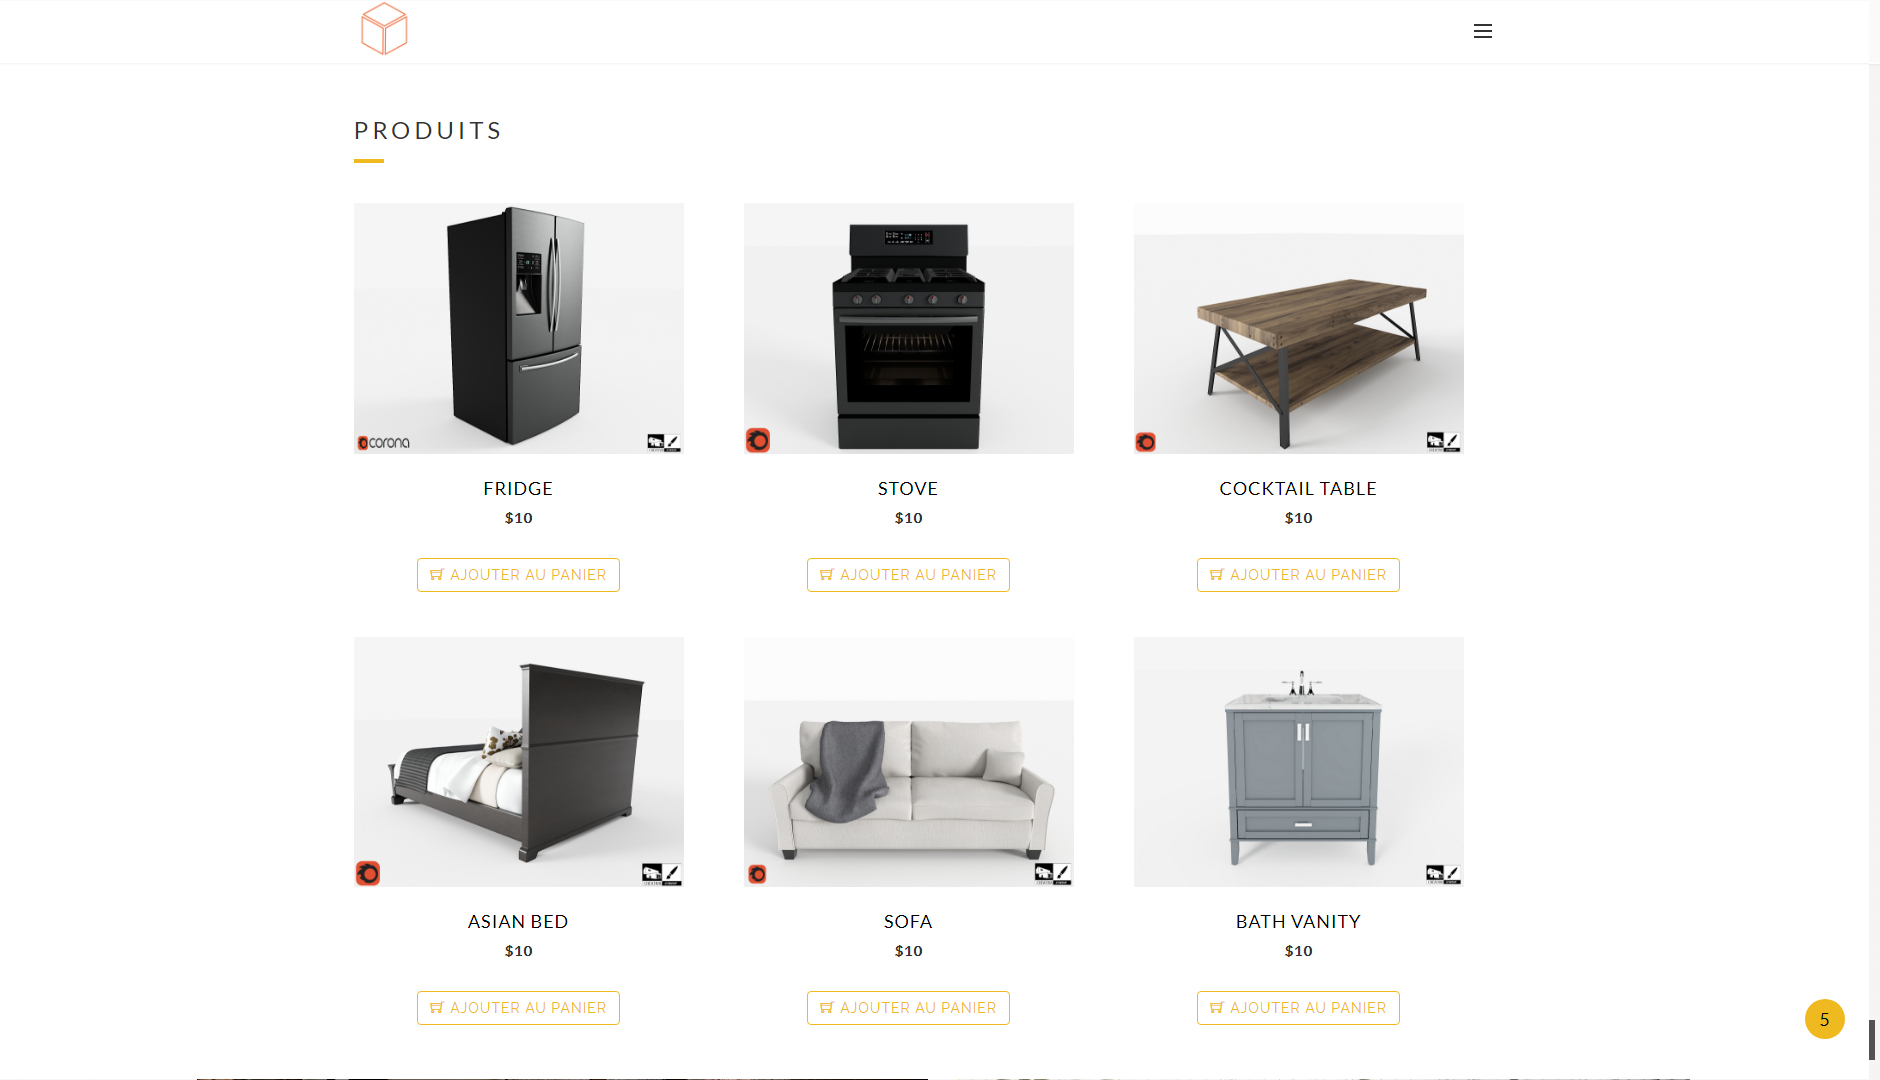 PRODUITS
corona
FRIDGE
$10
AJOUTER AU PANIER
STOVE
$10
AJOUTER AU PANIER
COCKTAIL TABLE
$10
AJOUTER AU PANIER
ASIAN BED
$10
AJOUTER AU PANIER
SOFA
$10
AJOUTER AU PANIER
BATH VANITY
$10
AJOUTER AU PANIER
5